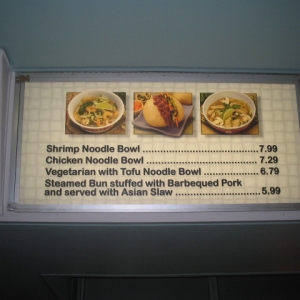 Shrimp Noodle Bowl ...................................7.99
Chicken Noodle Bowl ................................7.29
Vegetarian with Tofu Noodle Bowl ................6.79
Steamed Bun stuffed with Barbequed Pork
and served with Asian Slaw ........................5.99